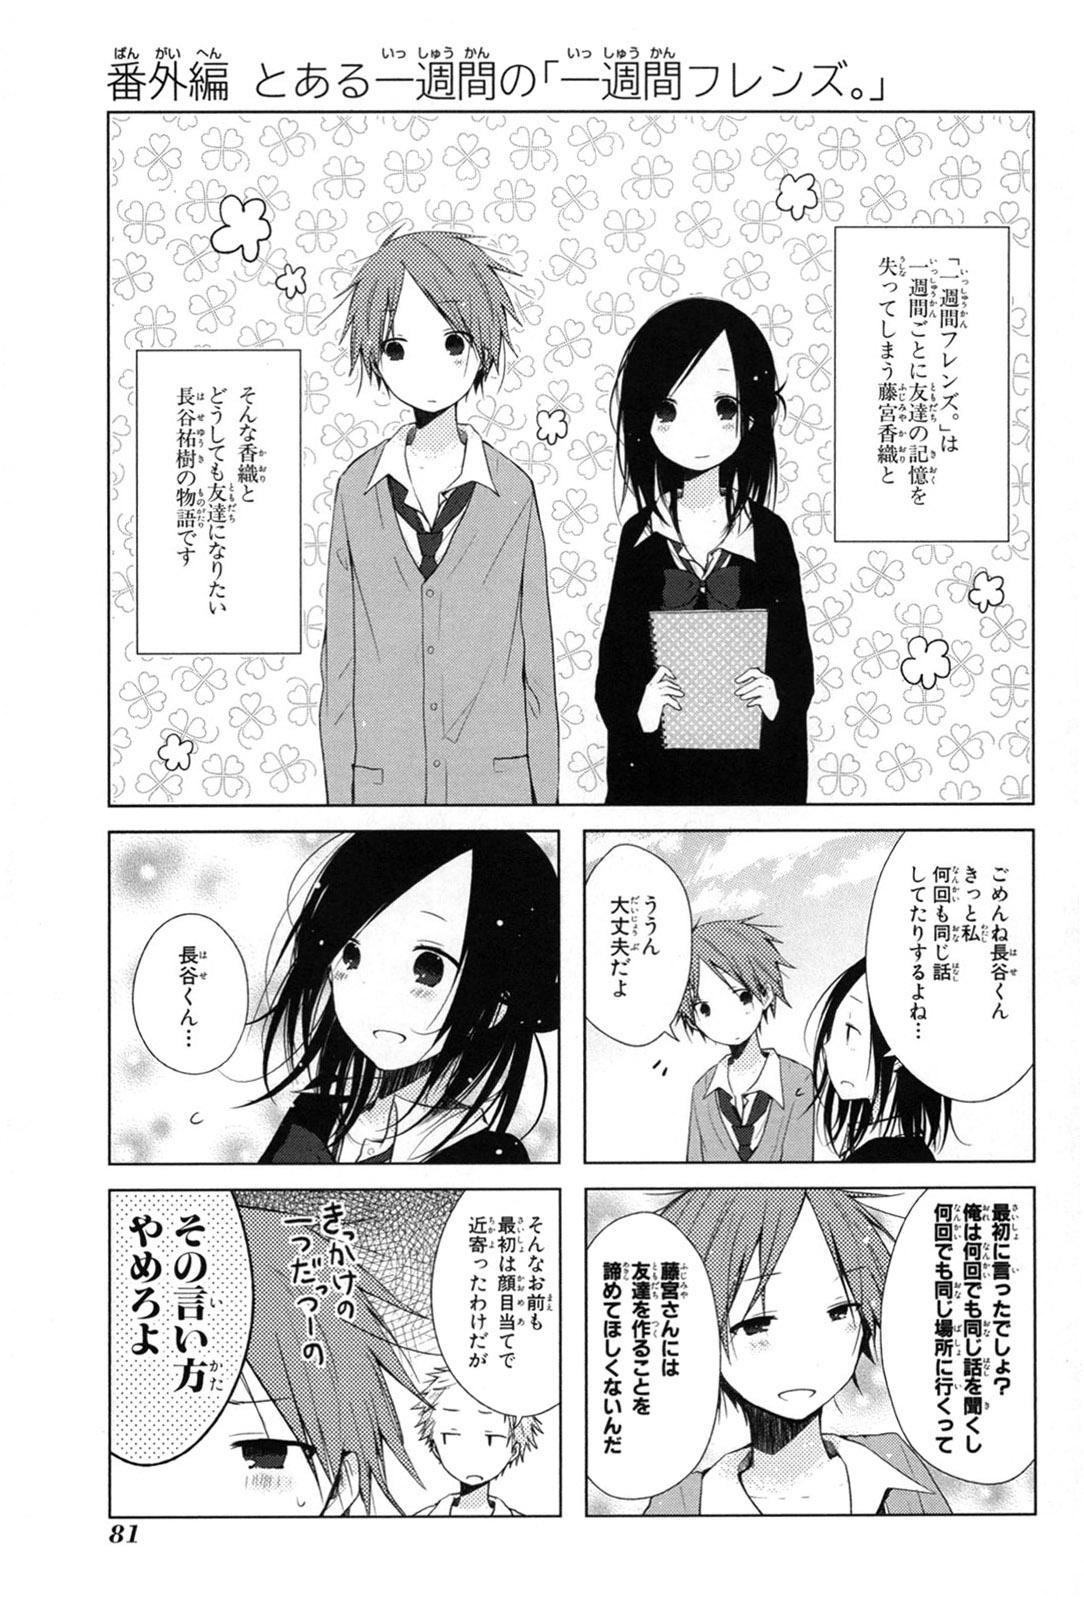 番外編 とある一週間の「一週間フレンズ。」
「一週間フレンズ。」は
一週間ごとに友達の記憶を
失ってしまう藤宮香織と
そんな香織と
どうしても友達になりたい
長谷祐樹の物語です
ごめんね長谷くん
きっと私
何回も同じ話
してたりするよね…
ううん
大丈夫だよ
長谷くん…
最初に言ったでしょ?
俺は何回でも同じ話を聞くし
何回でも同じ場所に行くって
藤宮さんには
友達を作ることを
諦めてほしくないんだ
そんなお前も
最初は顔目当てで
近寄ったわけだが
きっかけの
一つだっつーの
その言い方
やめろよ
81